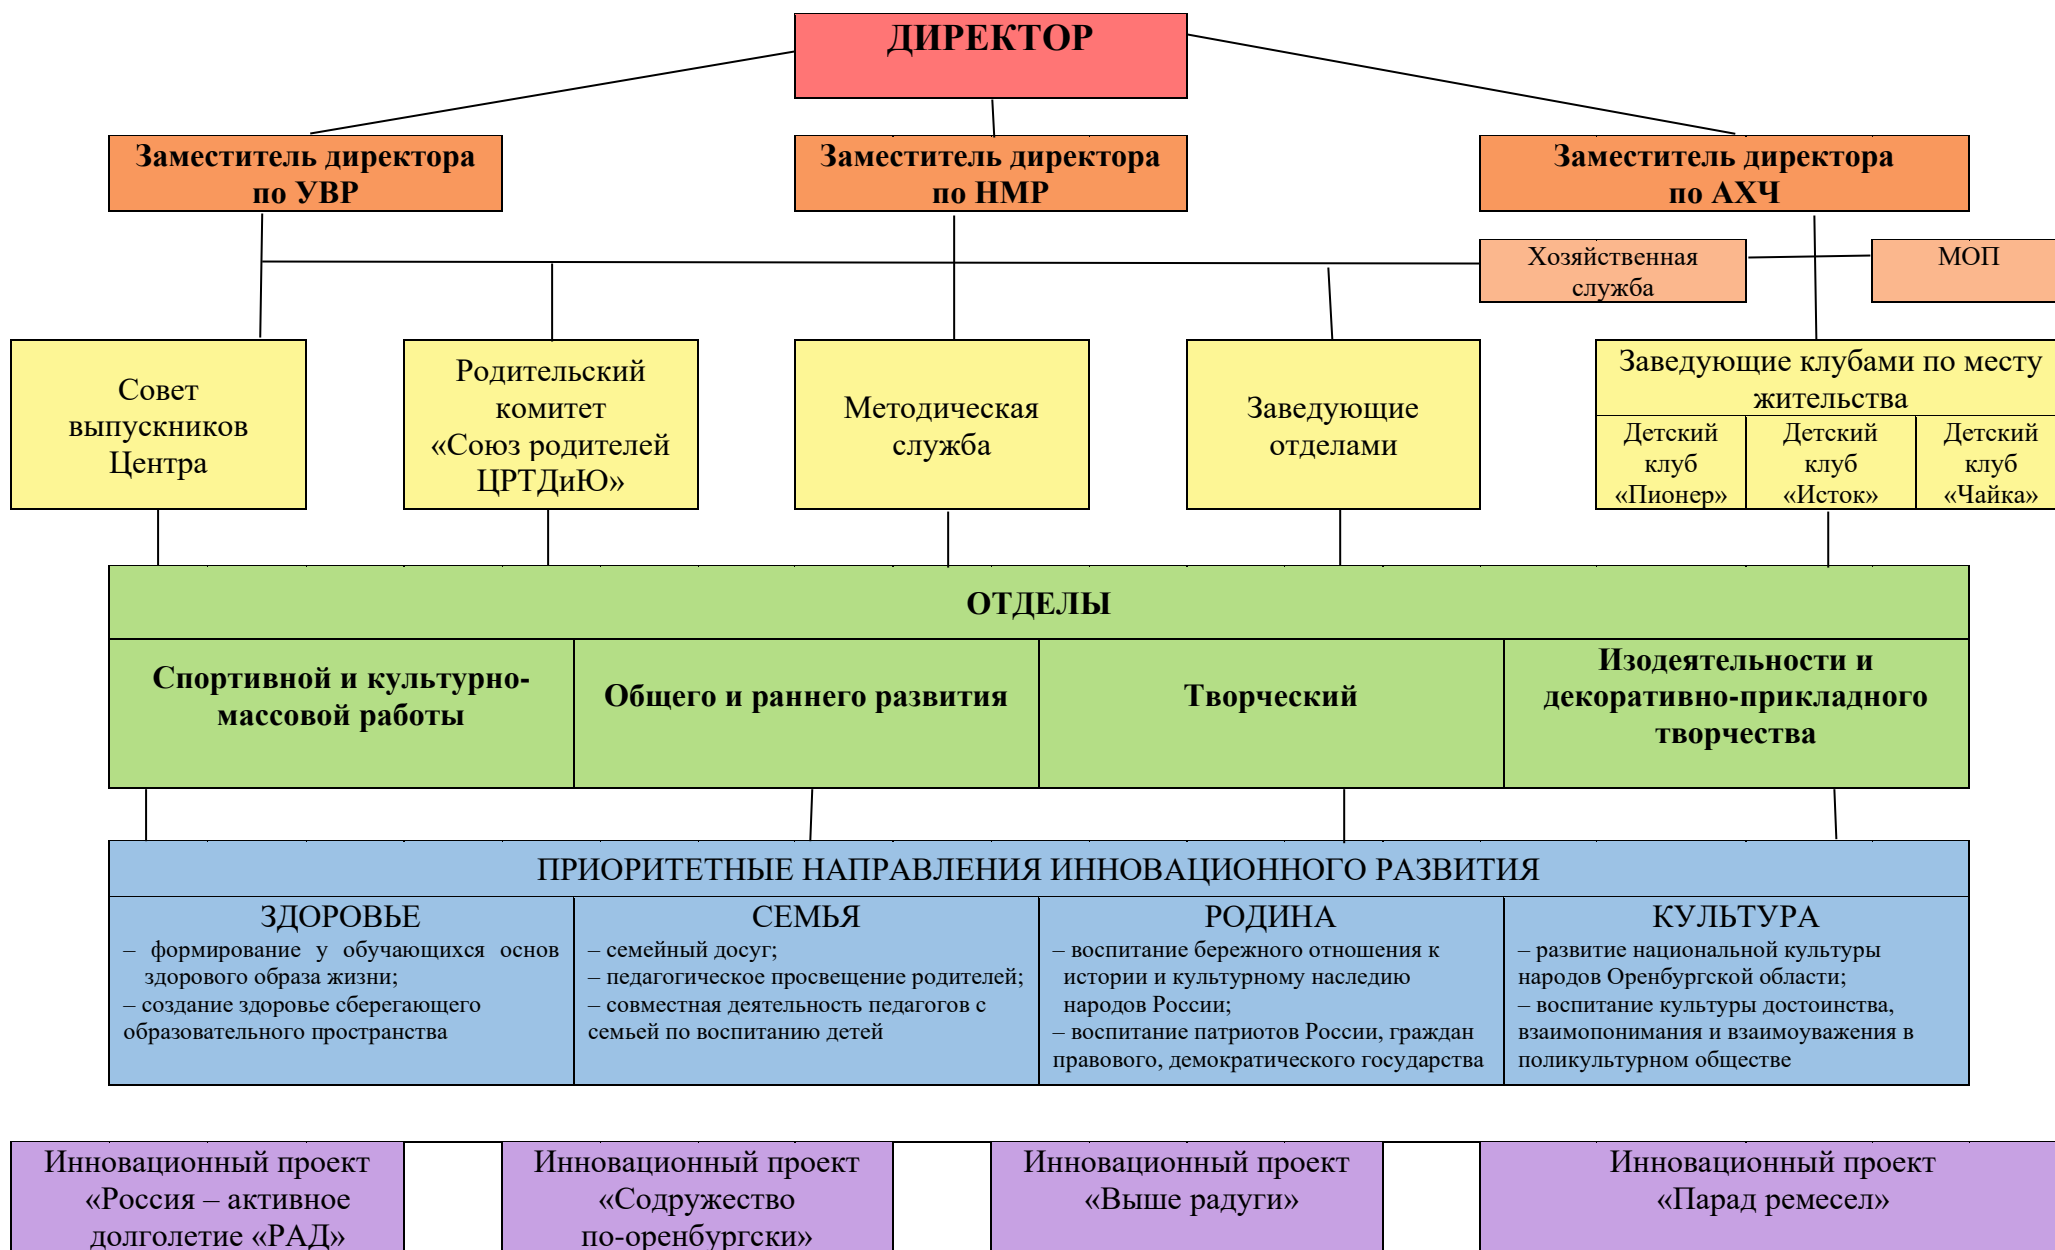 ДИРЕКТОР
Заместитель директора
по УВР
Заместитель директора
по НМР
Заместитель директора
по АХЧ
Хозяйственная
служба
МОП
Совет
выпускников
Центра
Родительский
комитет
«Союз родителей
ЦРТДиЮ»
Методическая
служба
Заведующие
отделами
Заведующие клубами по месту
жительства
Детский
клуб
«Пионер»
Детский
клуб
«Исток»
Детский
клуб
«Чайка»
ОТДЕЛЫ
Спортивной и культурно-
массовой работы
Общего и раннего развития
Творческий
Изодеятельности и
декоративно-прикладного
творчества
ПРИОРИТЕТНЫЕ НАПРАВЛЕНИЯ ИННОВАЦИОННОГО РАЗВИТИЯ
ЗДОРОВЬЕ
– формирование у обучающихся основ
здорового образа жизни;
– создание здоровье сберегающего
образовательного пространства
СЕМЬЯ
– семейный досуг;
– педагогическое просвещение родителей;
– совместная деятельность педагогов с
семьей по воспитанию детей
РОДИНА
– воспитание бережного отношения к
истории и культурному наследию
народов России;
– воспитание патриотов России, граждан
правового, демократического государства
КУЛЬТУРА
– развитие национальной культуры
народов Оренбургской области;
– воспитание культуры достоинства,
взаимопонимания и взаимоуважения в
поликультурном обществе
Инновационный проект
«Россия – активное
долголетие «РАД»
Инновационный проект
«Содружество
по-оренбургски»
Инновационный проект
«Выше радуги»
Инновационный проект
«Парад ремесел»